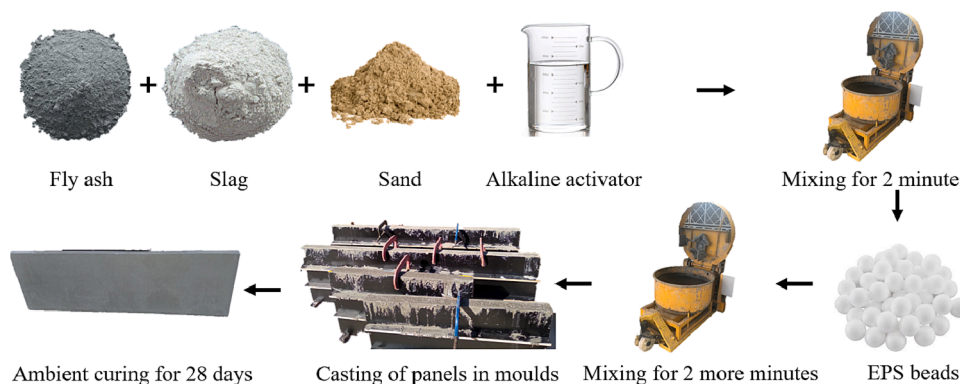 + + +
Fly ash
Slag
Sand
Alkaline activator
Mixing for 2 minute
EPS beads
Mixing for 2 more minutes
Casting of panels in moulds
Ambient curing for 28 days